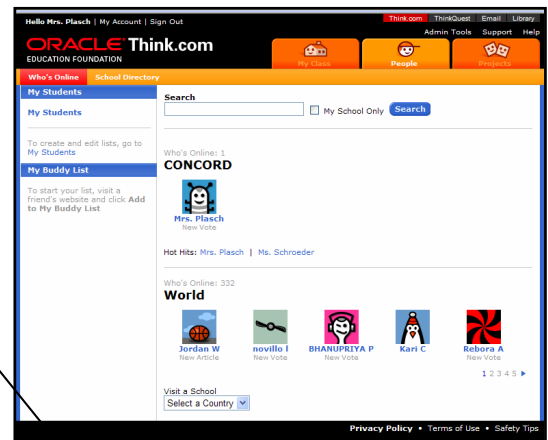 Hello Mrs. Plasch | My Account | Sign Out
Think.com ThinkQuest Email Library
Admin Tools Support Help
ORACLE Think.com
EDUCATION FOUNDATION
My Class People Projects
Who's Online School Directory
My Students
My Students
To create and edit lists, go to
My Students
My Buddy List
To start your list, visit a
friend's website and click Add
to My Buddy List
Search
My School Only Search
Who's Online: 1
CONCORD
Mrs. Plasch
New Vote
Hot Hits: Mrs. Plasch | Ms. Schroeder
Who's Online: 332
World
Jordan W novillo l BHANUPRIYA P Kari C Rebora A
New Article New Vote New Vote New Vote
1 2 3 4 5
Visit a School
Select a Country
Privacy Policy • Terms of Use • Safety Tips